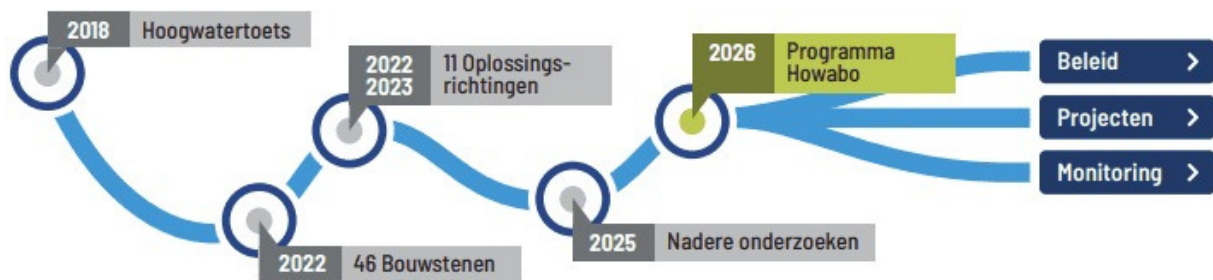 2018 Hoogwatertoets
2022 46 Bouwstenen
2022
2023
11 Oplossings-
richtingen
2025 Nadere onderzoeken
2026
Programma
Howabo
Beleid
Projecten
Monitoring